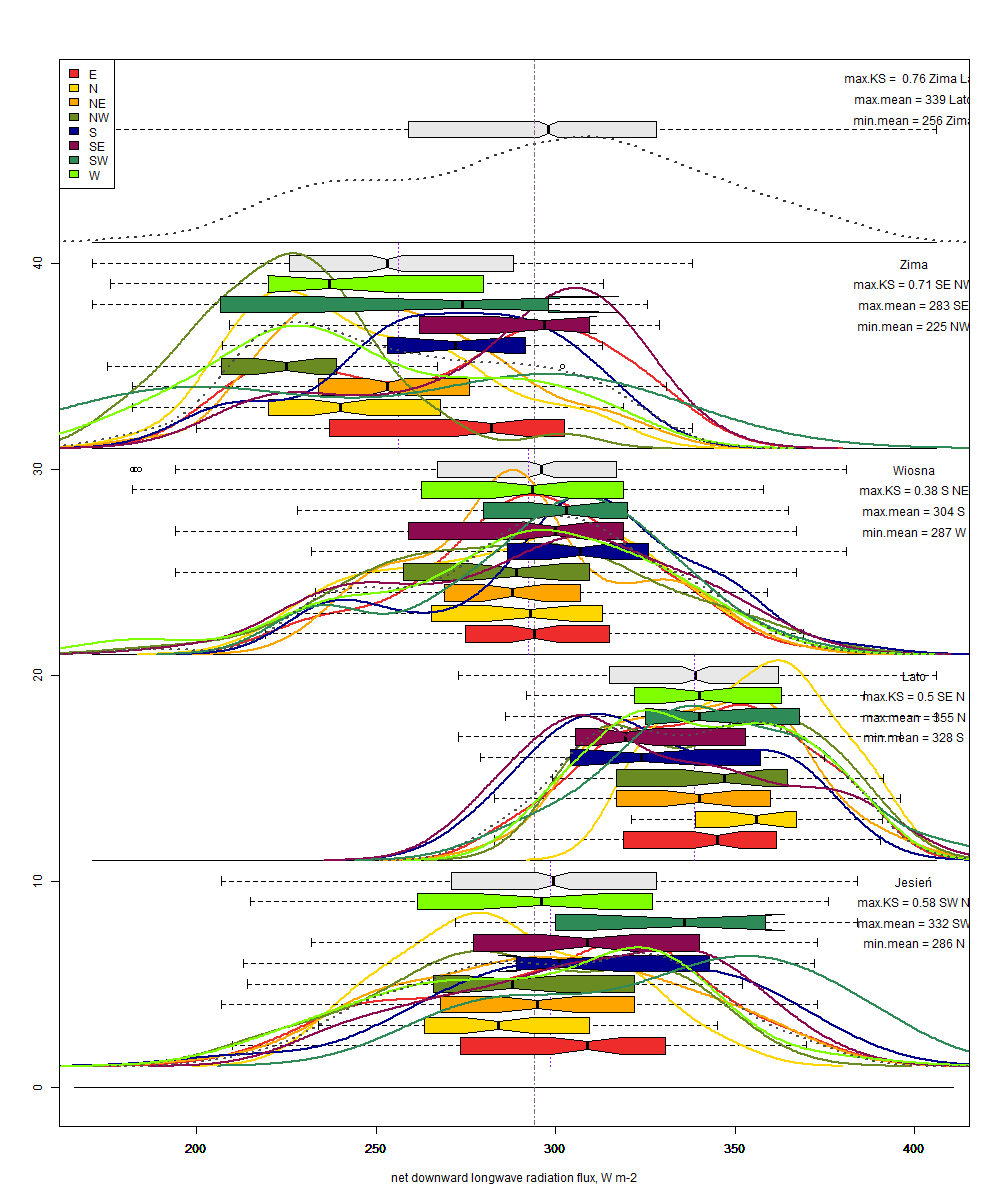 E
N
NE
NW
S
SE
SW
W
max.KS = 0.76 Zima La
max.mean = 339 Lato
min.mean = 256 Zima
40
Zima
max.KS = 0.71 SE NW
max.mean = 283 SE
min.mean = 225 NW
30
Wiosna
max.KS = 0.38 S NE
max.mean = 304 S
min.mean = 287 W
20
Lato
max.KS = 0.5 SE N
max.mean = 355 N
min.mean = 328 S
10
Jesień
max.KS = 0.58 SW N
max.mean = 332 SW
min.mean = 286 N
0
200 250 300 350 400
net downward longwave radiation flux, W m-2